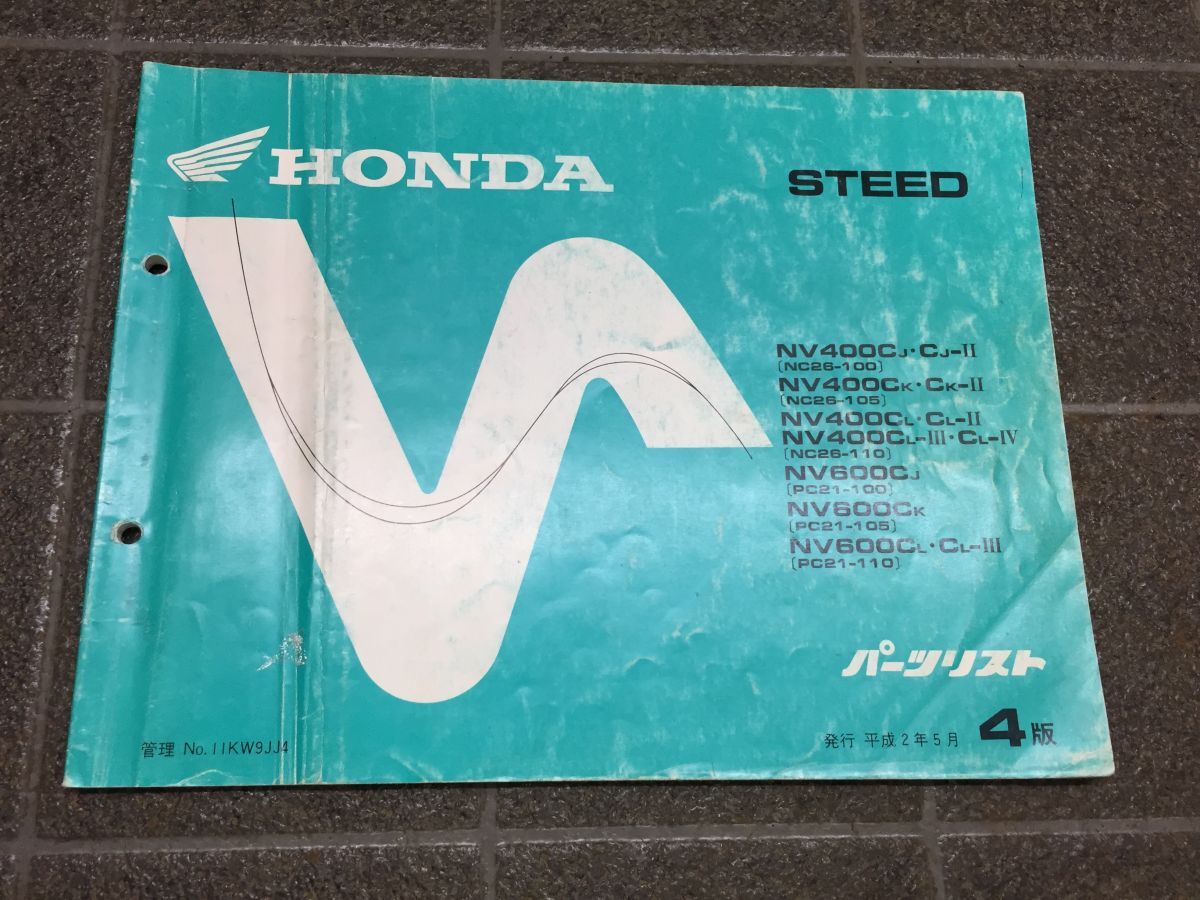 HONDA
STEED
NV400CJ・CJ-II
〔NC26-100〕
NV400CK・CK-II
〔NC26-105〕
NV400CL・CL-II
NV400CL-III・CL-IV
〔NC26-110〕
NV600CJ
〔PC21-100〕
NV600CK
〔PC21-105〕
NV600CL・CL-III
〔PC21-110〕
パーツリスト
管理 No. 11KW9JJ4
発行 平成2年5月 4版